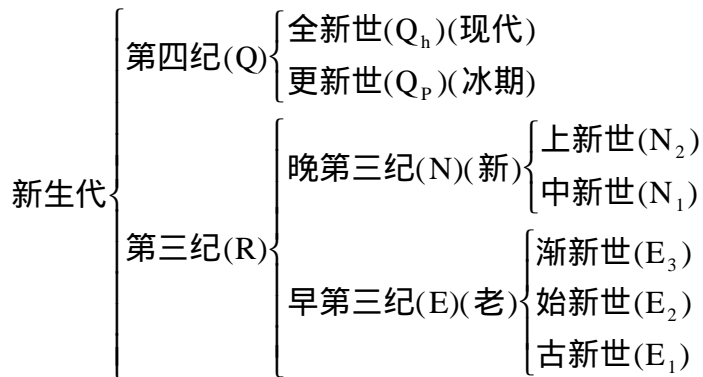 新生代
第四纪(Q)
全新世(Qₕ)(现代)
更新世(Q_P)(冰期)
第三纪(R)
晚第三纪(N)(新)
上新世(N₂)
中新世(N₁)
早第三纪(E)(老)
渐新世(E₃)
始新世(E₂)
古新世(E₁)